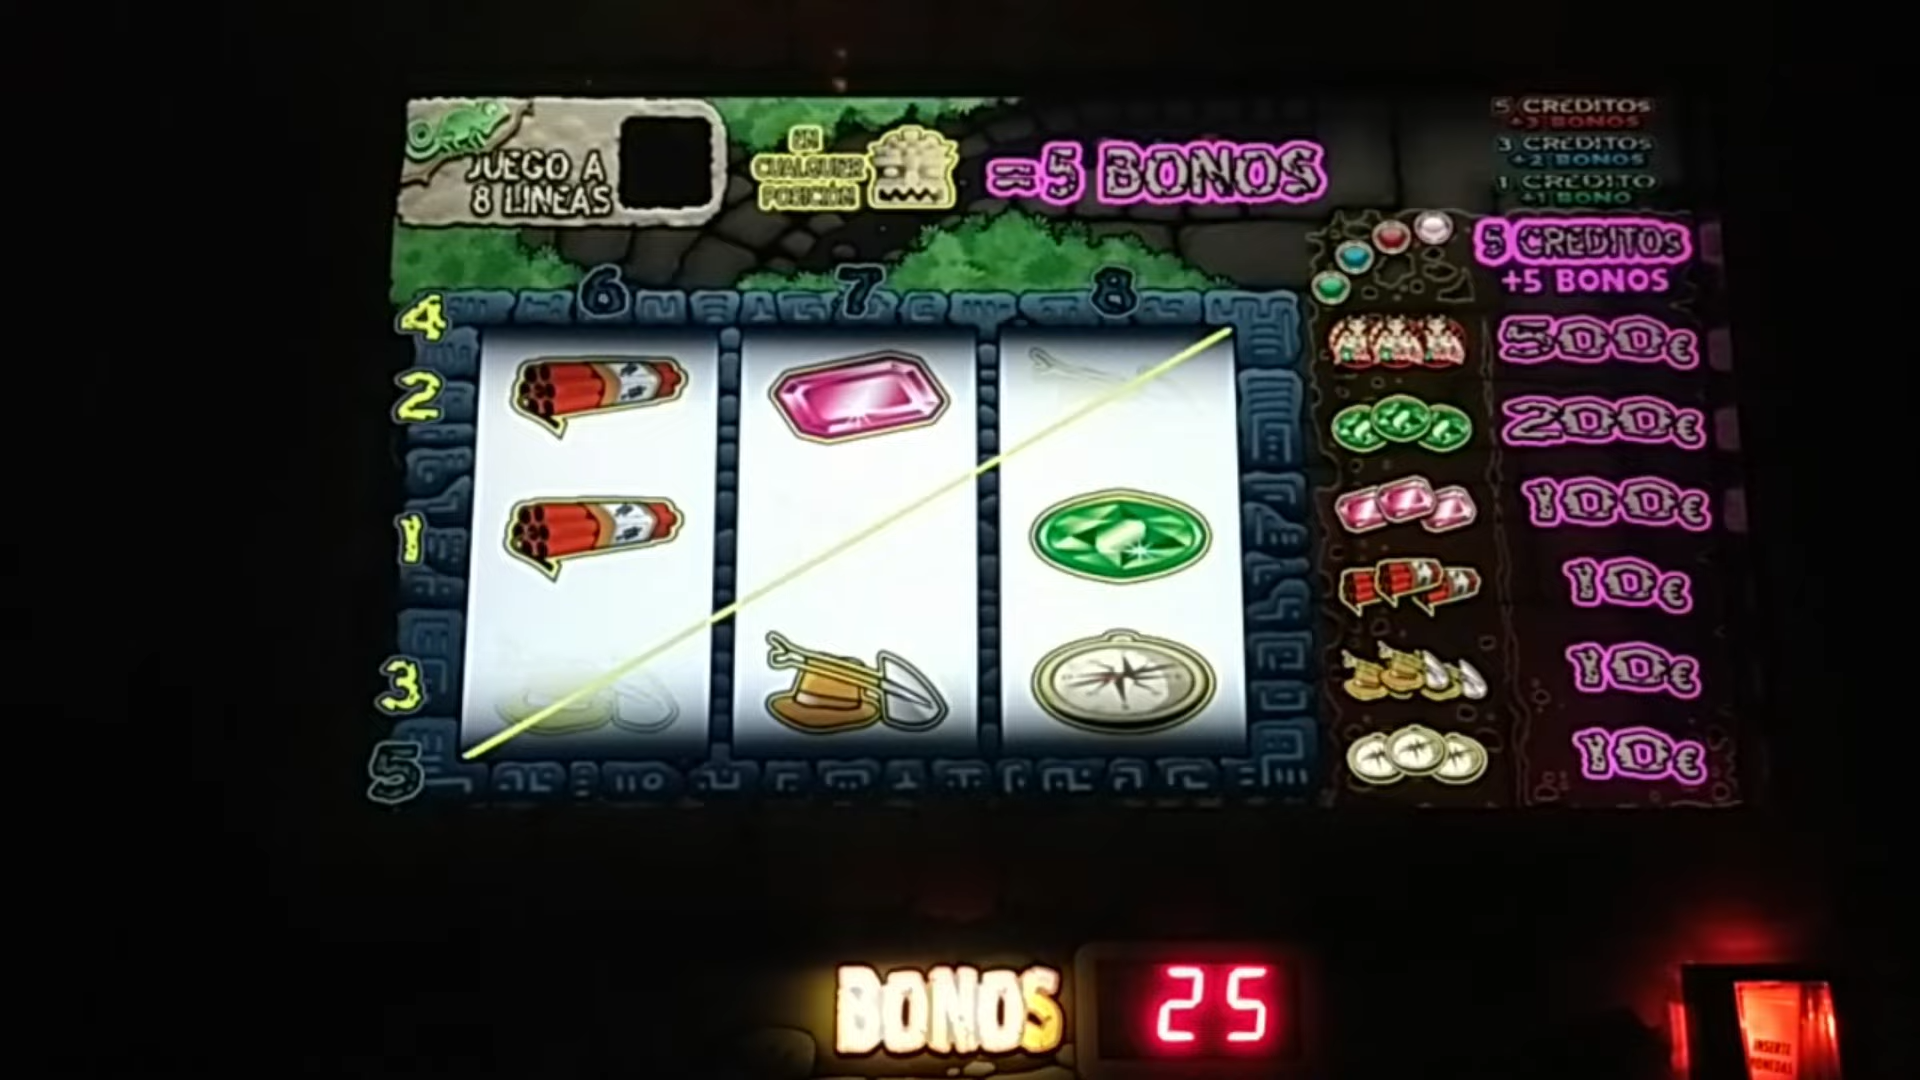 JUEGO A
8 LINEAS
EN
CUALQUIER
POSICIÓN
=5 BONOS
5 CREDITOS
+3 BONOS
3 CREDITOS
+2 BONOS
1 CREDITO
+1 BONO
5 CREDITOS
+5 BONOS
6 7 8
4
2
1
3
5
500€
200€
100€
10€
10€
10€
BONOS 25
INSERTE
MONEDAS